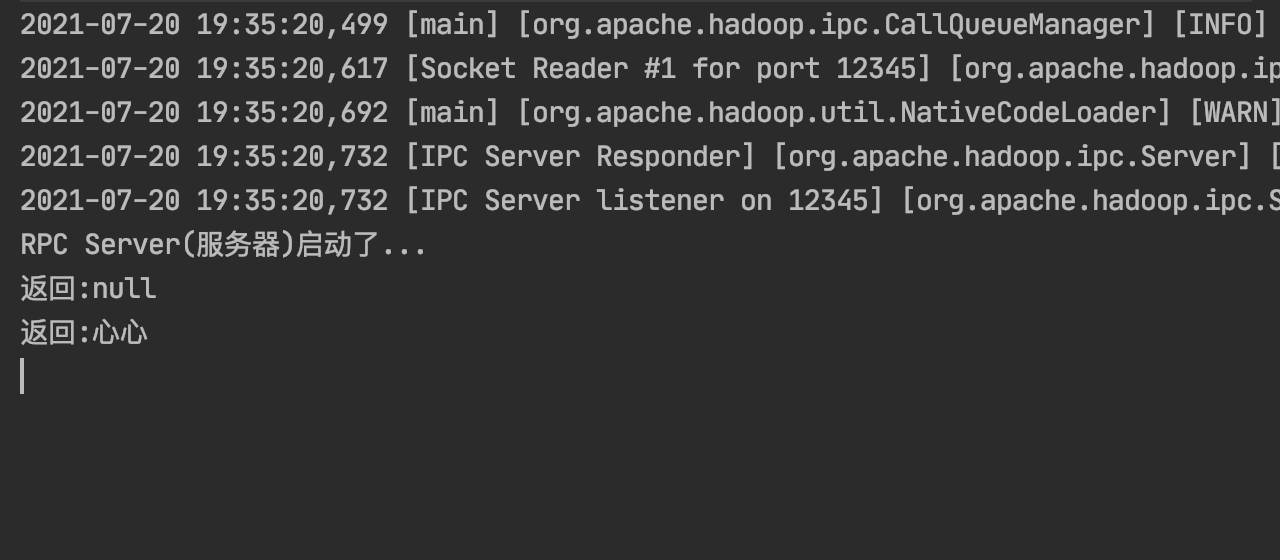 2021-07-20 19:35:20,499 [main] [org.apache.hadoop.ipc.CallQueueManager] [INFO]
2021-07-20 19:35:20,617 [Socket Reader #1 for port 12345] [org.apache.hadoop.ip
2021-07-20 19:35:20,692 [main] [org.apache.hadoop.util.NativeCodeLoader] [WARN]
2021-07-20 19:35:20,732 [IPC Server Responder] [org.apache.hadoop.ipc.Server] [
2021-07-20 19:35:20,732 [IPC Server listener on 12345] [org.apache.hadoop.ipc.S
RPC Server(服务器)启动了...
返回:null
返回:心心